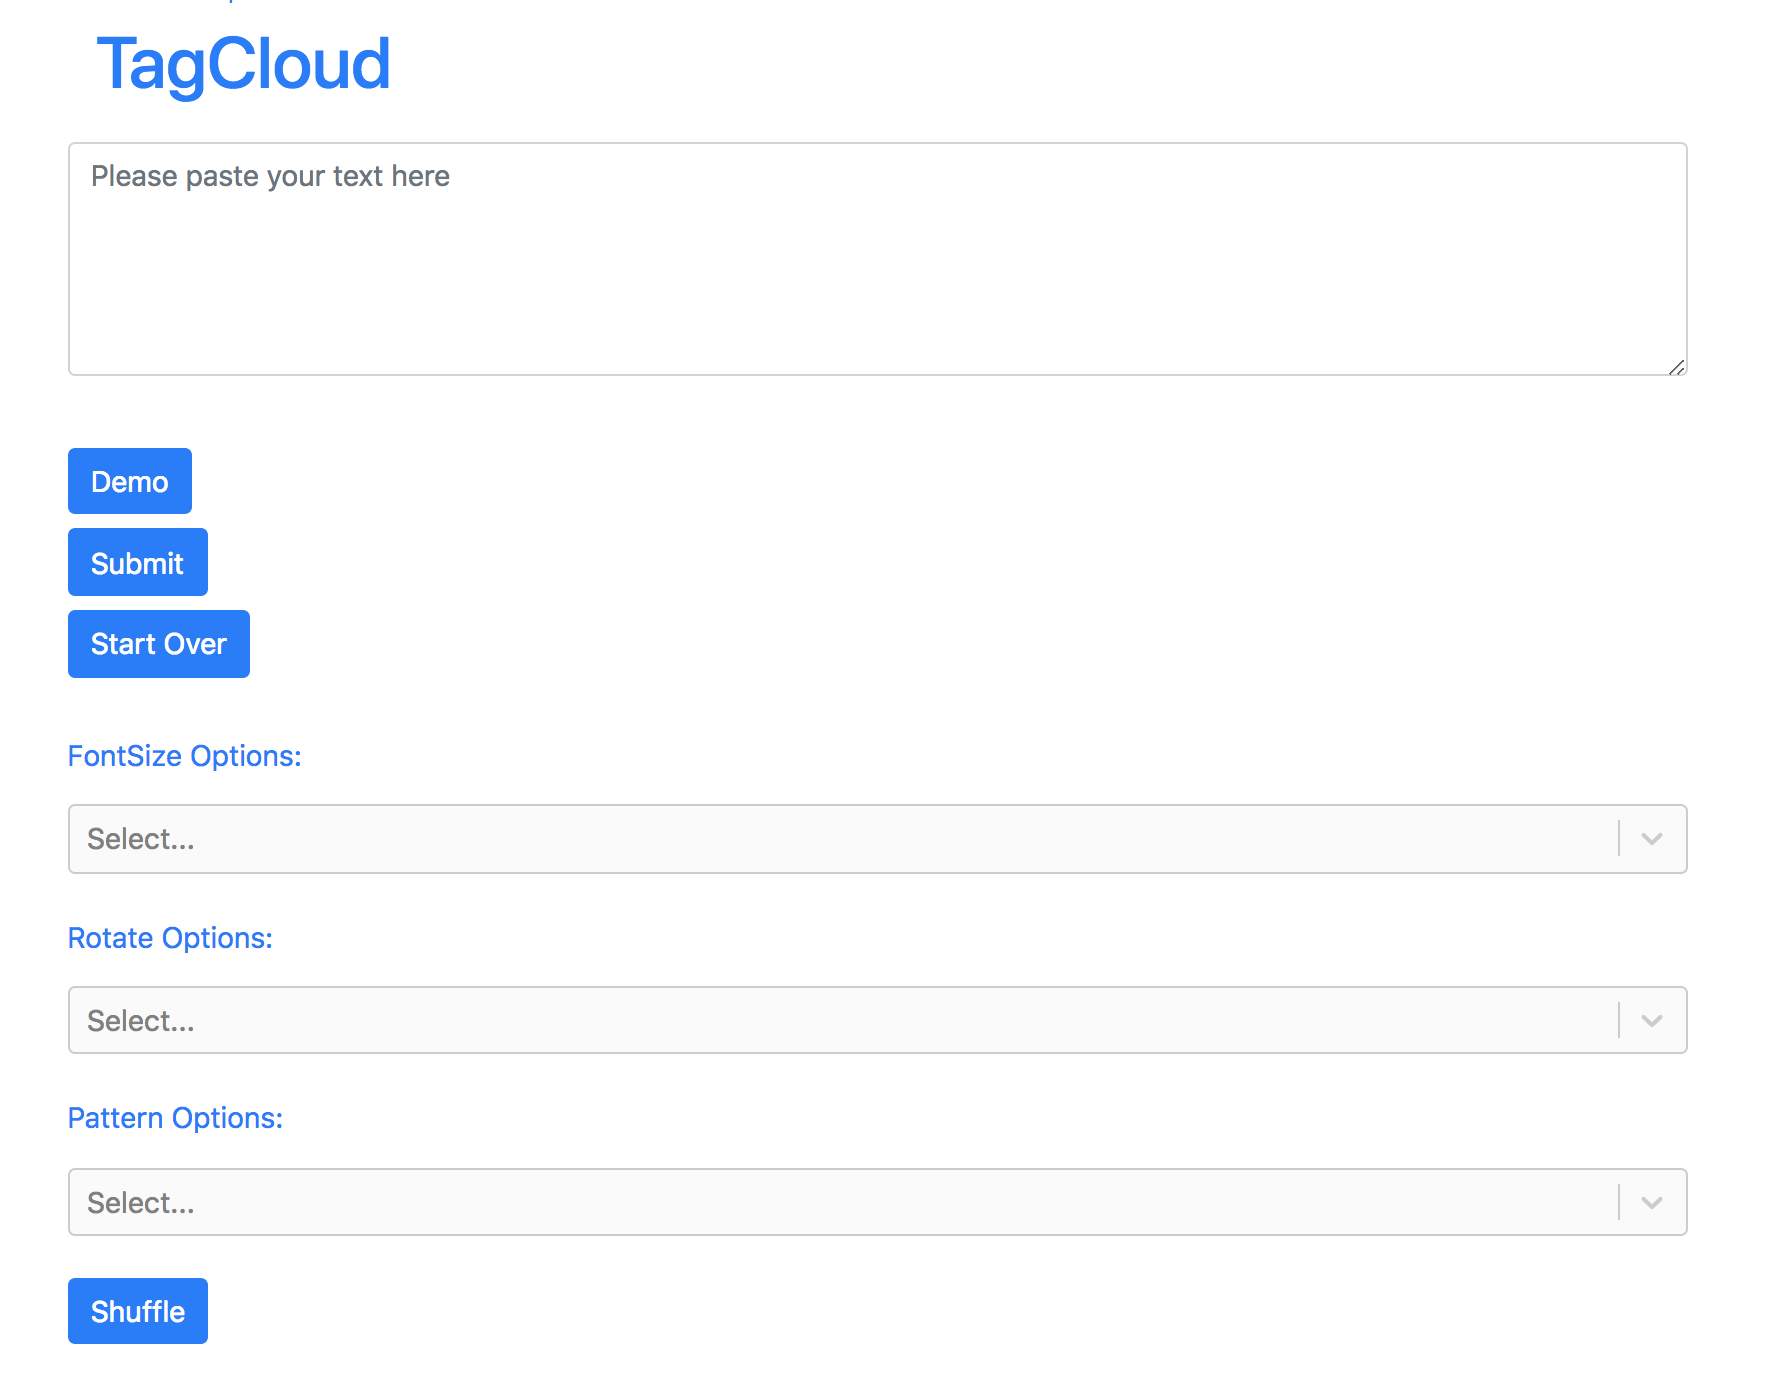 TagCloud
Please paste your text here
Demo
Submit
Start Over
FontSize Options:
Select...
Rotate Options:
Select...
Pattern Options:
Select...
Shuffle